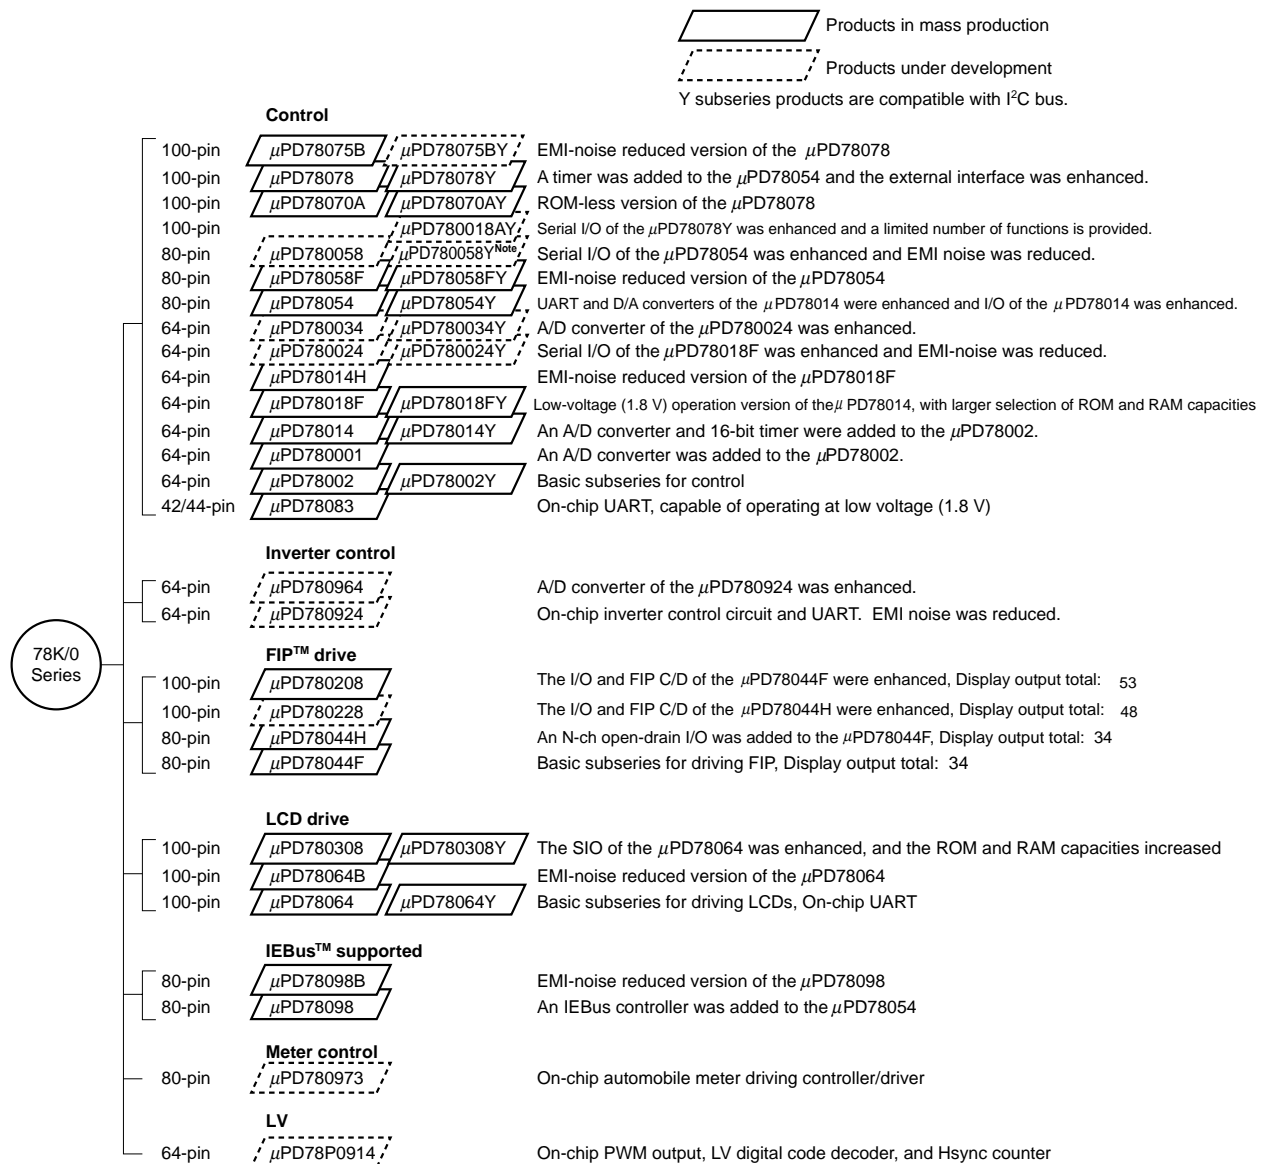 Products in mass production
Products under development
Y subseries products are compatible with I²C bus.
Control
100-pin μPD78075B μPD78075BY EMI-noise reduced version of the μPD78078
100-pin μPD78078 μPD78078Y A timer was added to the μPD78054 and the external interface was enhanced.
100-pin μPD78070A μPD78070AY ROM-less version of the μPD78078
100-pin μPD780018AY Serial I/O of the μPD78078Y was enhanced and a limited number of functions is provided.
80-pin μPD780058 μPD780058Y Note Serial I/O of the μPD78054 was enhanced and EMI noise was reduced.
80-pin μPD78058F μPD78058FY EMI-noise reduced version of the μPD78054
80-pin μPD78054 μPD78054Y UART and D/A converters of the μPD78014 were enhanced and I/O of the μPD78014 was enhanced.
64-pin μPD780034 μPD780034Y A/D converter of the μPD780024 was enhanced.
64-pin μPD780024 μPD780024Y Serial I/O of the μPD78018F was enhanced and EMI-noise was reduced.
64-pin μPD78014H EMI-noise reduced version of the μPD78018F
64-pin μPD78018F μPD78018FY Low-voltage (1.8 V) operation version of the μPD78014, with larger selection of ROM and RAM capacities
64-pin μPD78014 μPD78014Y An A/D converter and 16-bit timer were added to the μPD78002.
64-pin μPD780001 An A/D converter was added to the μPD78002.
64-pin μPD78002 μPD78002Y Basic subseries for control
42/44-pin μPD78083 On-chip UART, capable of operating at low voltage (1.8 V)
Inverter control
64-pin μPD780964 A/D converter of the μPD780924 was enhanced.
64-pin μPD780924 On-chip inverter control circuit and UART. EMI noise was reduced.
78K/0
Series
FIP™ drive
100-pin μPD780208 The I/O and FIP C/D of the μPD78044F were enhanced, Display output total: 53
100-pin μPD780228 The I/O and FIP C/D of the μPD78044H were enhanced, Display output total: 48
80-pin μPD78044H An N-ch open-drain I/O was added to the μPD78044F, Display output total: 34
80-pin μPD78044F Basic subseries for driving FIP, Display output total: 34
LCD drive
100-pin μPD780308 μPD780308Y The SIO of the μPD78064 was enhanced, and the ROM and RAM capacities increased
100-pin μPD78064B EMI-noise reduced version of the μPD78064
100-pin μPD78064 μPD78064Y Basic subseries for driving LCDs, On-chip UART
IEBus™ supported
80-pin μPD78098B EMI-noise reduced version of the μPD78098
80-pin μPD78098 An IEBus controller was added to the μPD78054
Meter control
80-pin μPD780973 On-chip automobile meter driving controller/driver
LV
64-pin μPD78P0914 On-chip PWM output, LV digital code decoder, and Hsync counter